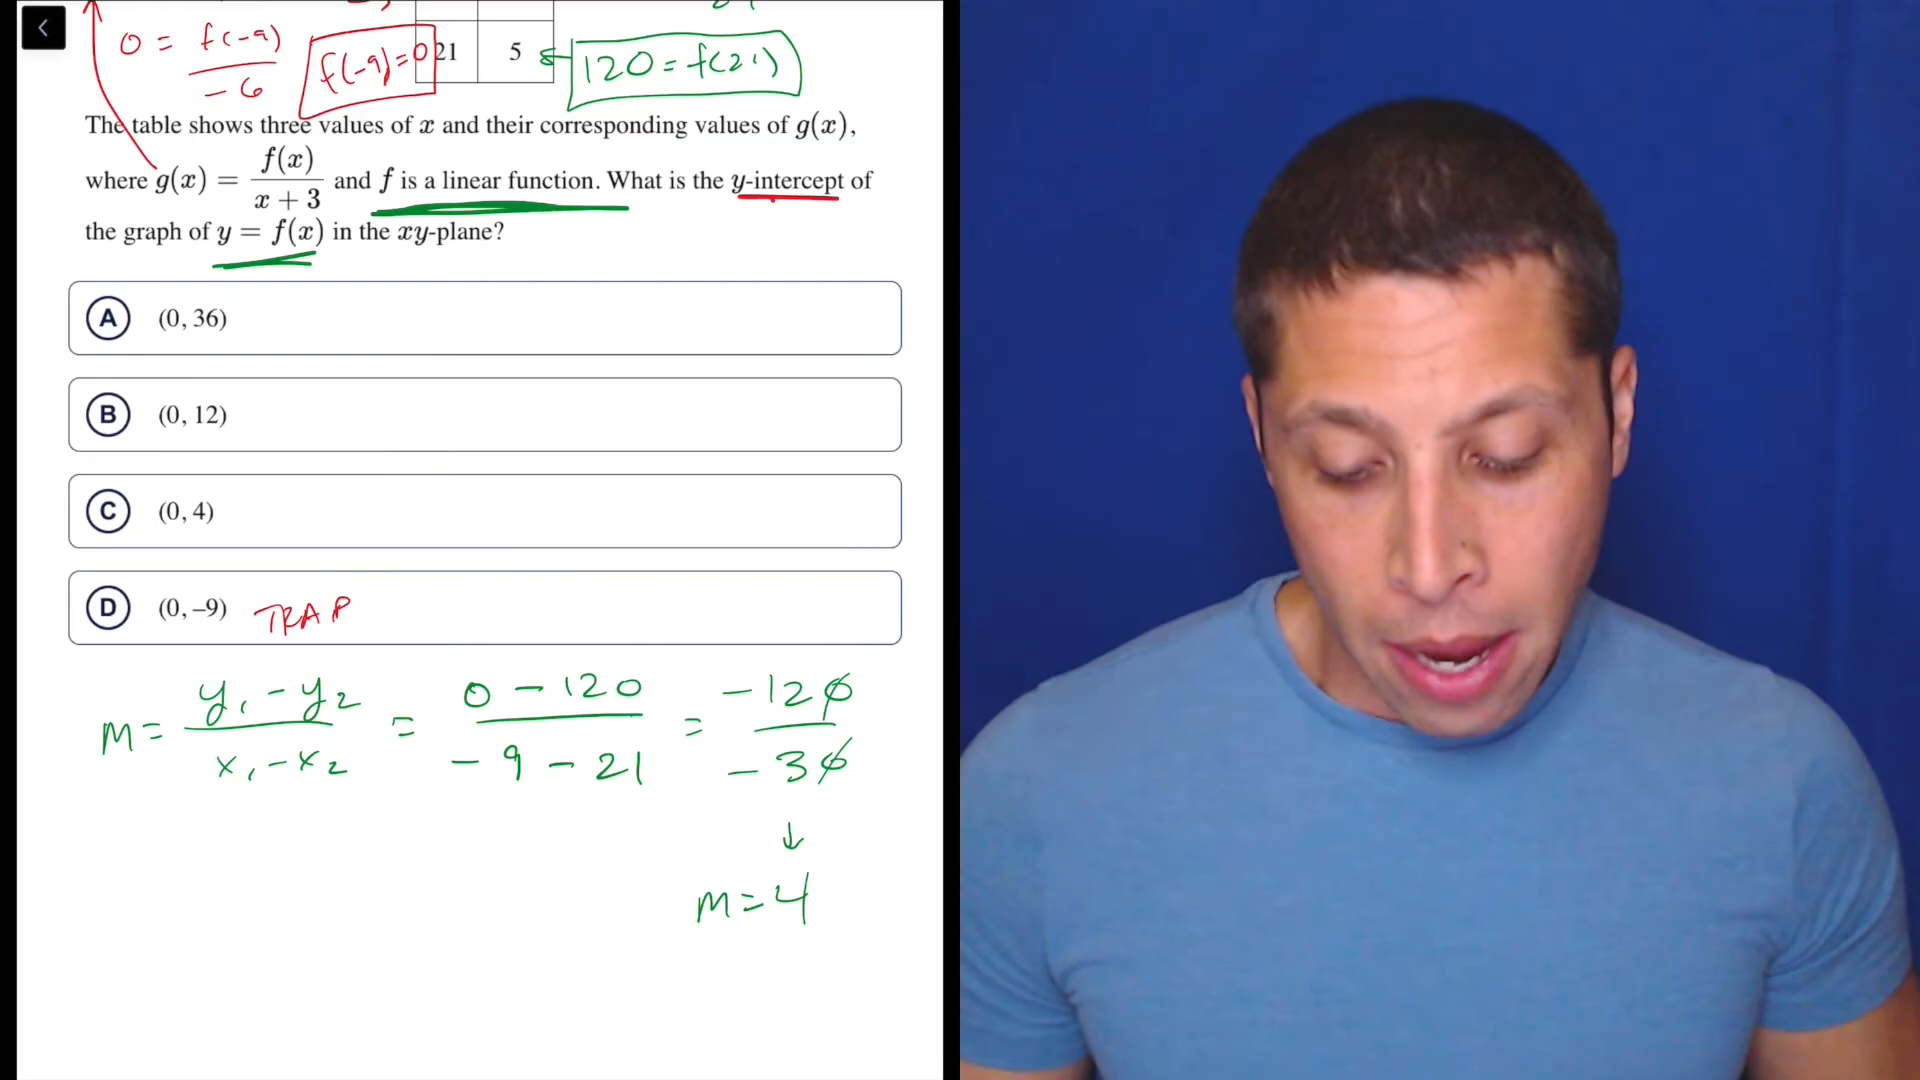 0 = f(-9) / -6
f(-9)=0
21 5
120 = f(21)
The table shows three values of x and their corresponding values of g(x),
where g(x) = f(x) / x + 3 and f is a linear function. What is the y-intercept of
the graph of y = f(x) in the xy-plane?
A (0, 36)
B (0, 12)
C (0, 4)
D (0, –9) TRAP
m = y1 - y2 / x1 - x2 = 0 - 120 / -9 - 21 = -120 / -30
↓
m = 4